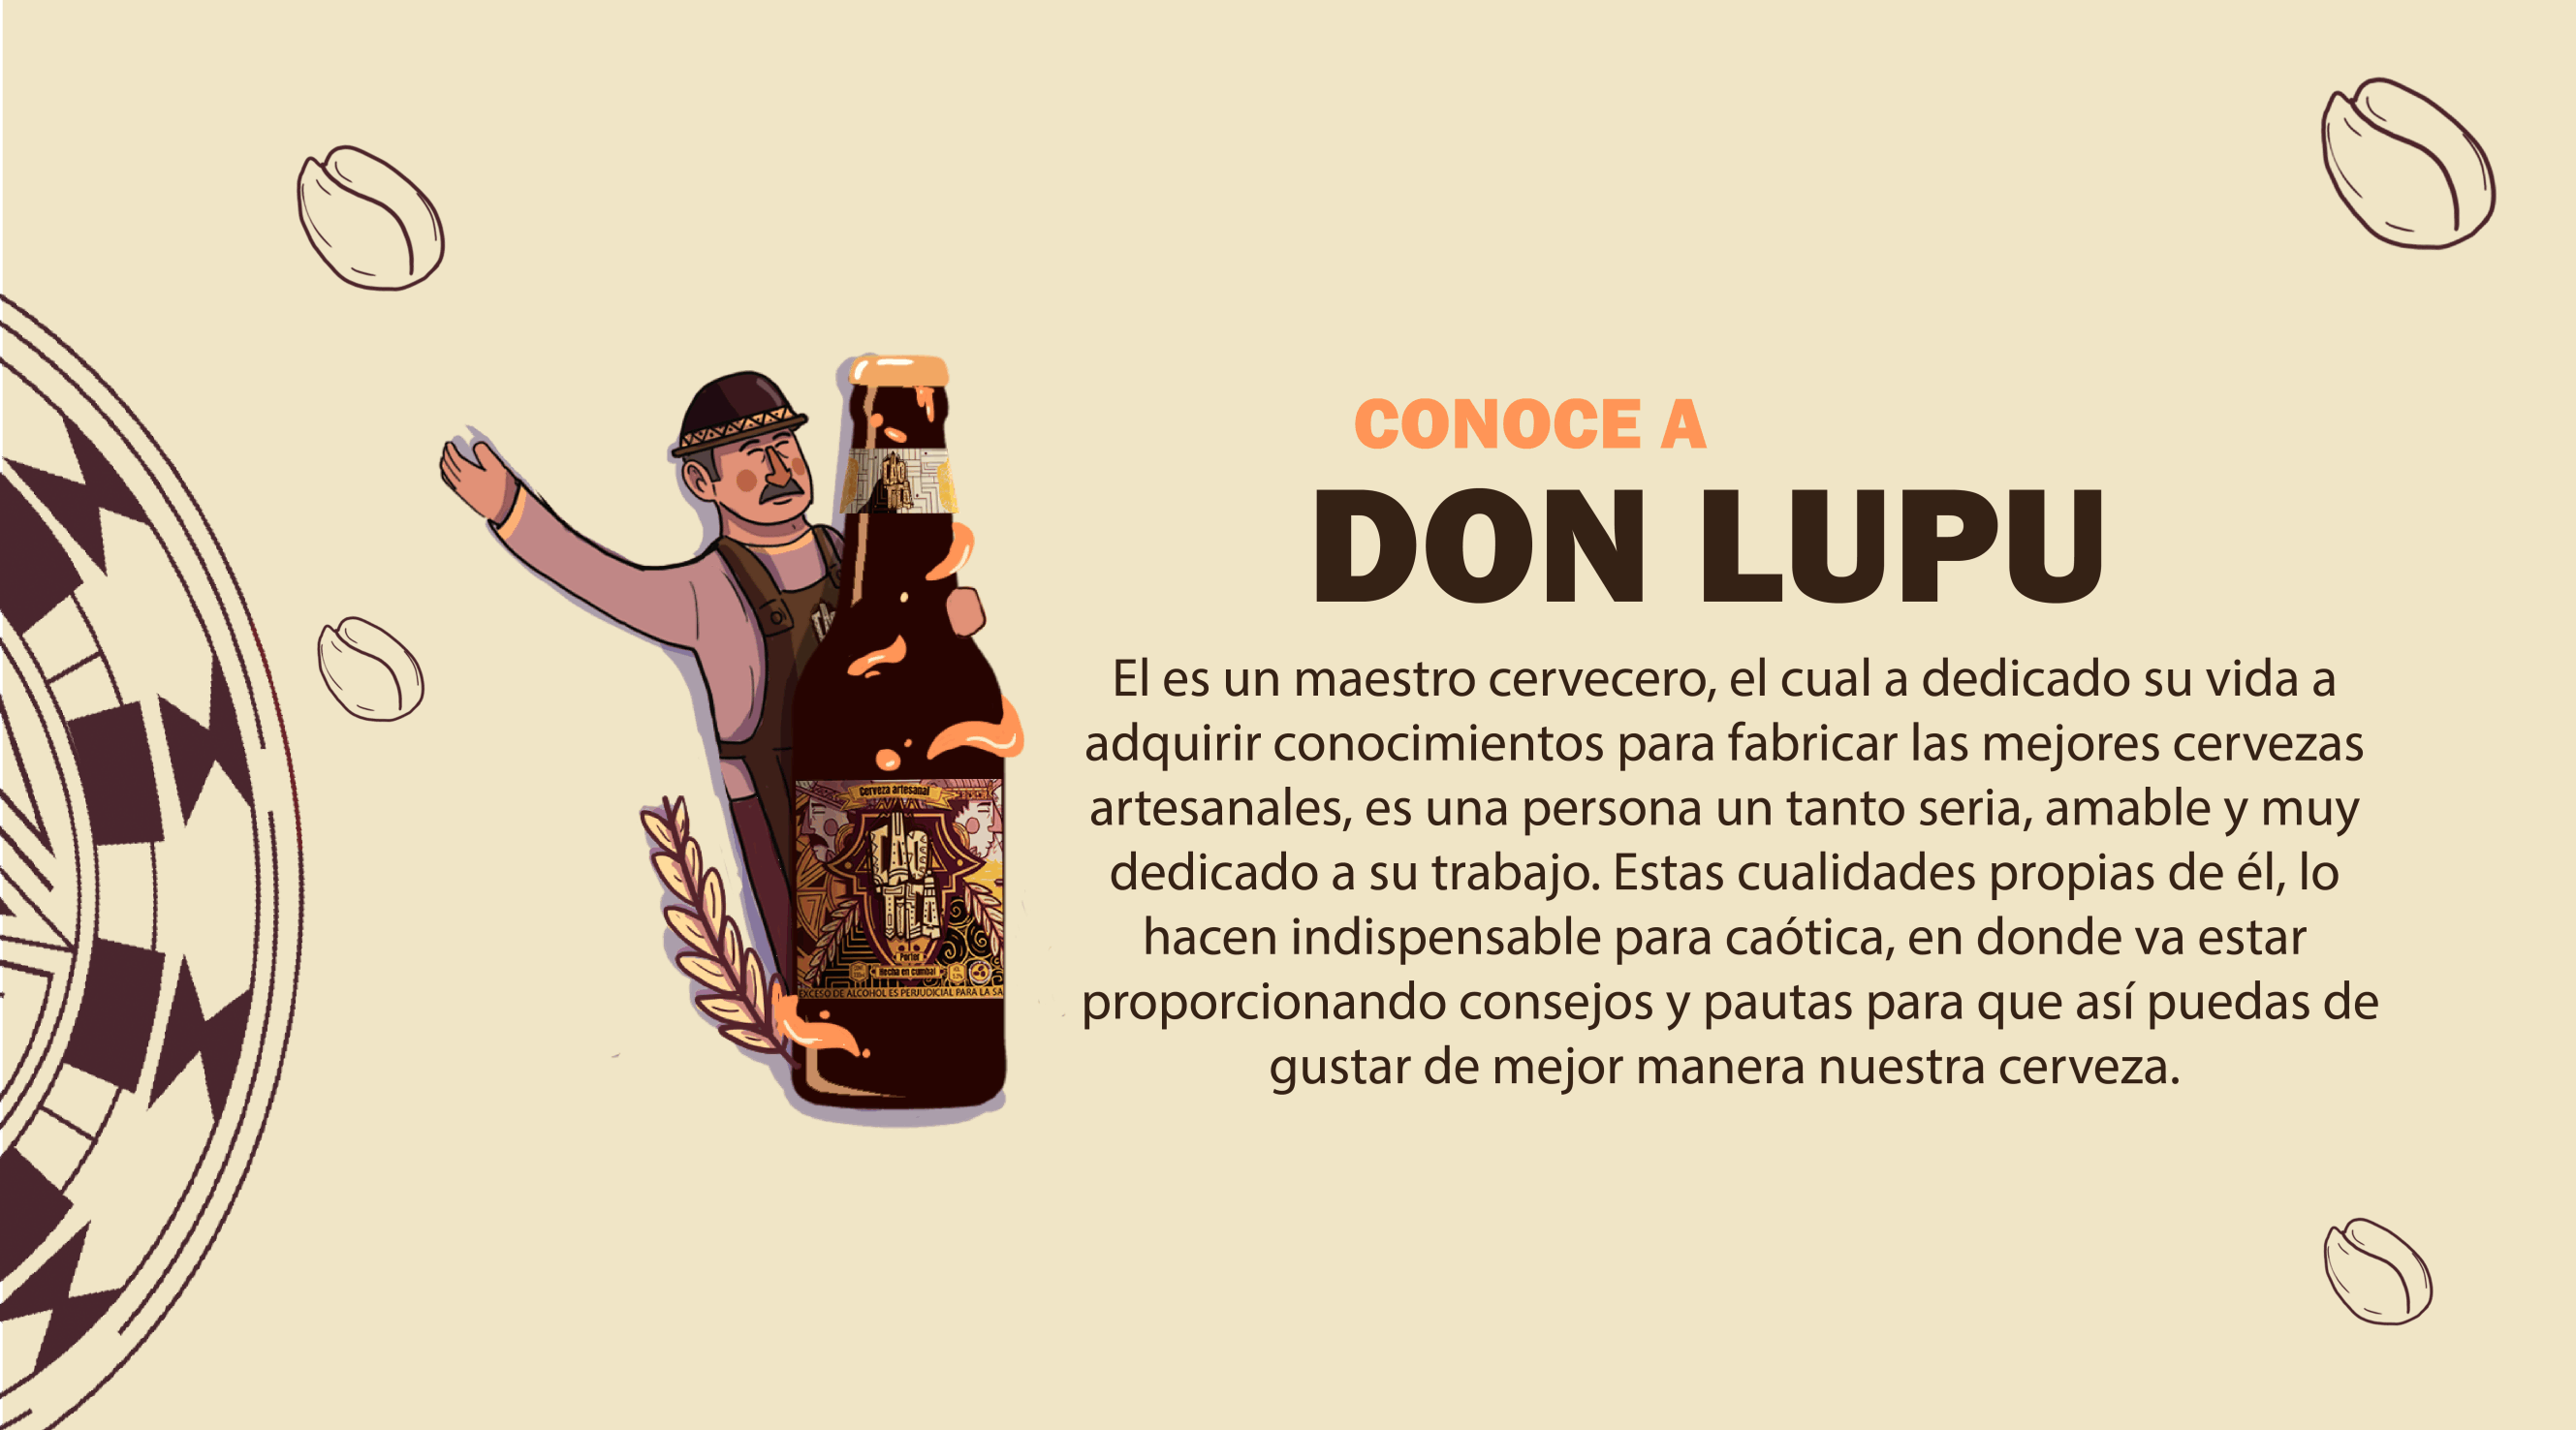 CONOCE A
DON LUPU
El es un maestro cervecero, el cual a dedicado su vida a
adquirir conocimientos para fabricar las mejores cervezas
artesanales, es una persona un tanto seria, amable y muy
dedicado a su trabajo. Estas cualidades propias de él, lo
hacen indispensable para caótica, en donde va estar
proporcionando consejos y pautas para que así puedas de
gustar de mejor manera nuestra cerveza.
Cerveza artesanal
Porter
Hecha en cumbal
EXCESO DE ALCOHOL ES PERJUDICIAL PARA LA SA